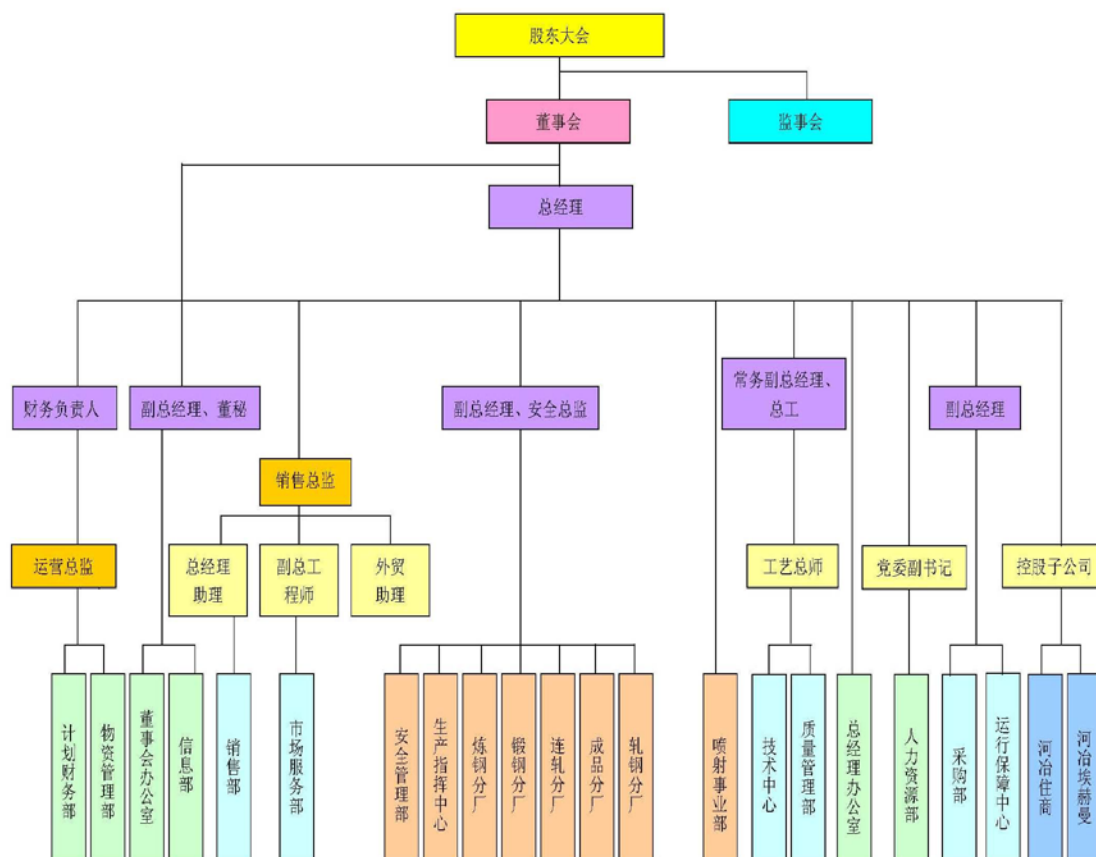 股东大会
董事会
监事会
总经理
财务负责人
副总经理、董秘
副总经理、安全总监
常务副总经理、
总工
副总经理
销售总监
运营总监
总经理
助理
副总工
程师
外贸
助理
工艺总师
党委副书记
控股子公司
计划财务部
物资管理部
董事会办公室
信息部
销售部
市场服务部
安全管理部
生产指挥中心
炼钢分厂
锻钢分厂
连轧分厂
成品分厂
轧钢分厂
喷射事业部
技术中心
质量管理部
总经理办公室
人力资源部
采购部
运行保障中心
河冶住商
河冶埃赫曼